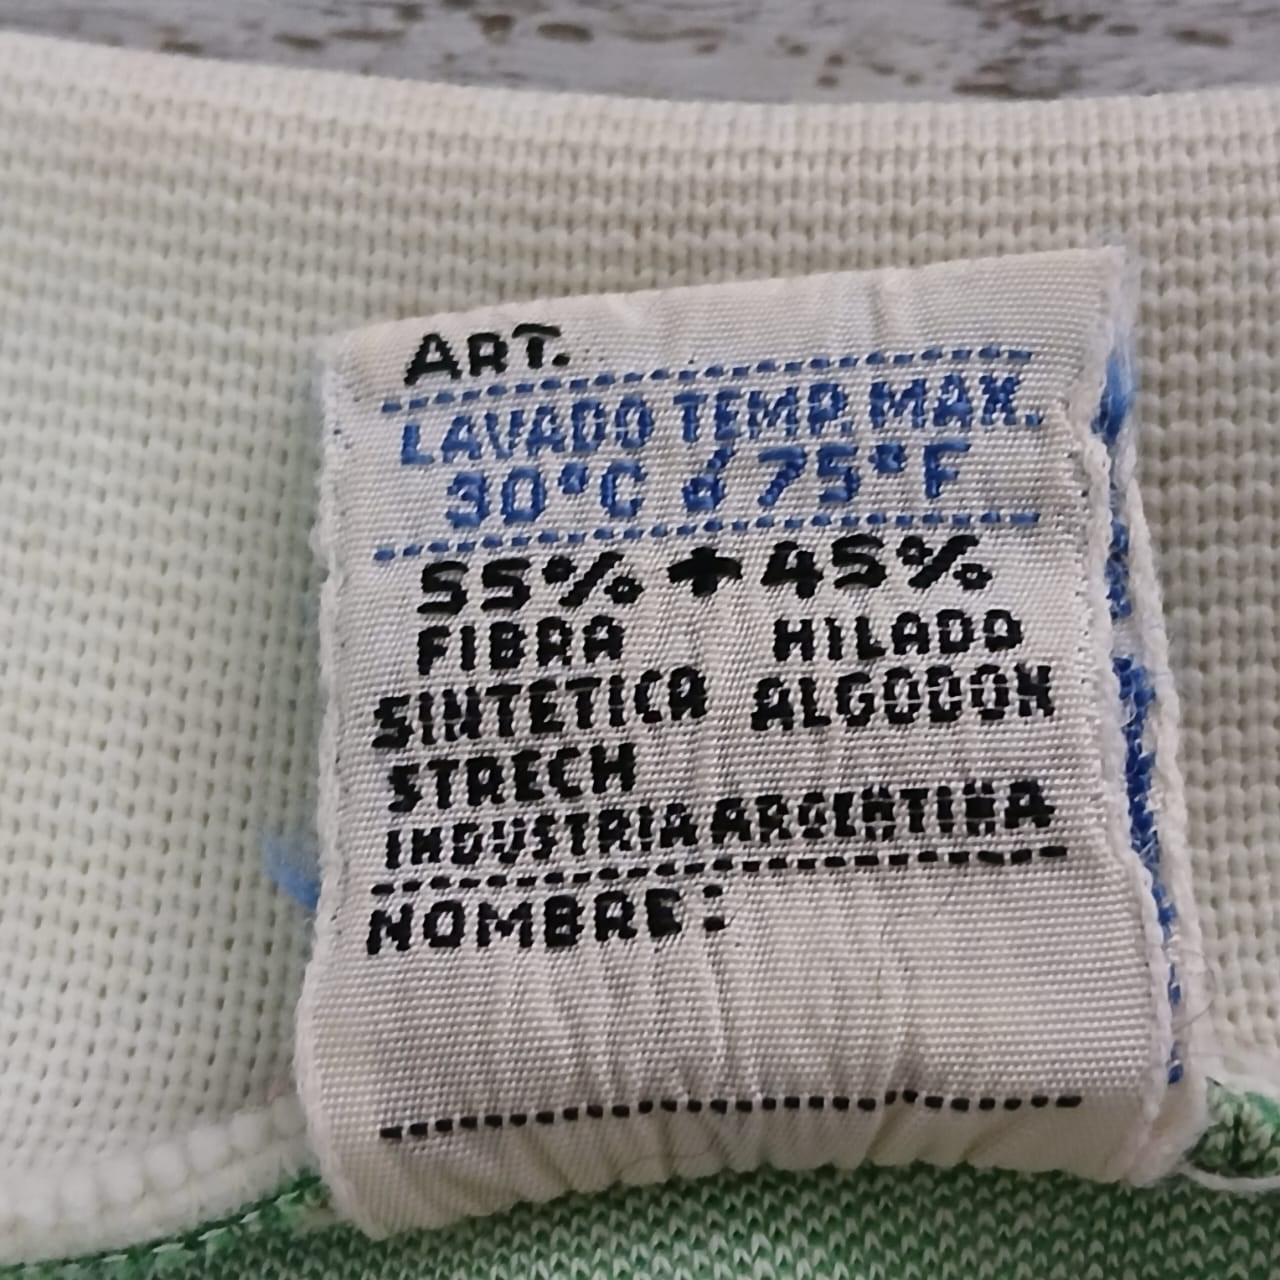 ART.
LAVADO TEMP. MAX.
30°C ó 75°F
55% + 45%
FIBRA HILADO
SINTETICA ALGODON
STRECH
INDUSTRIA ARGENTINA
NOMBRE: